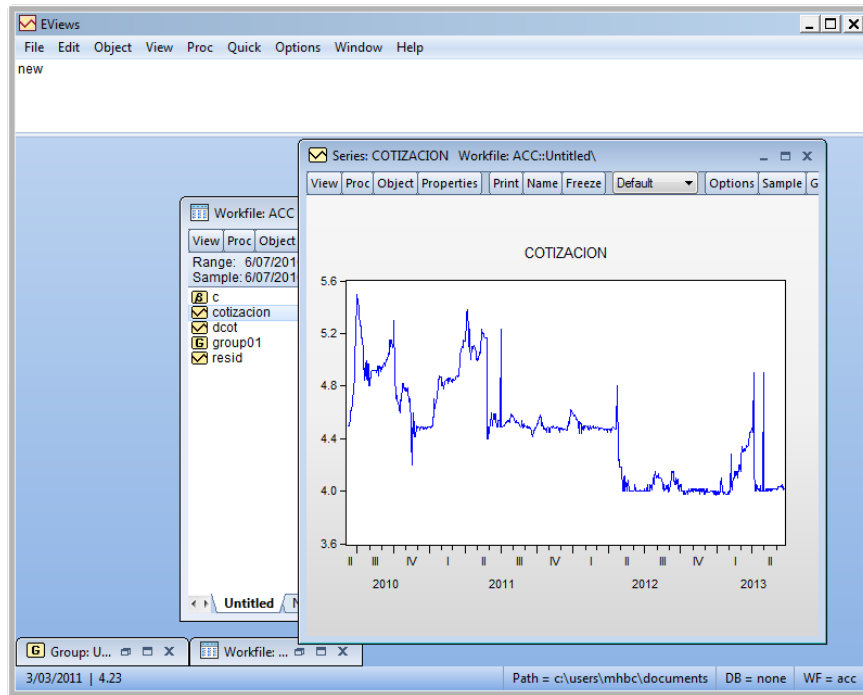 EViews
File Edit Object View Proc Quick Options Window Help
new
Series: COTIZACION Workfile: ACC::Untitled\
View Proc Object Properties Print Name Freeze Default Options Sample G
Workfile: ACC
View Proc Object
Range: 6/07/201
Sample: 6/07/201
β c
cotizacion
dcot
G group01
resid
Untitled N
COTIZACION
5.6
5.2
4.8
4.4
4.0
3.6
II III IV I II III IV I II III IV I II
2010 2011 2012 2013
G Group: U... Workfile: ...
3/03/2011 | 4.23 Path = c:\users\mhbc\documents DB = none WF = acc